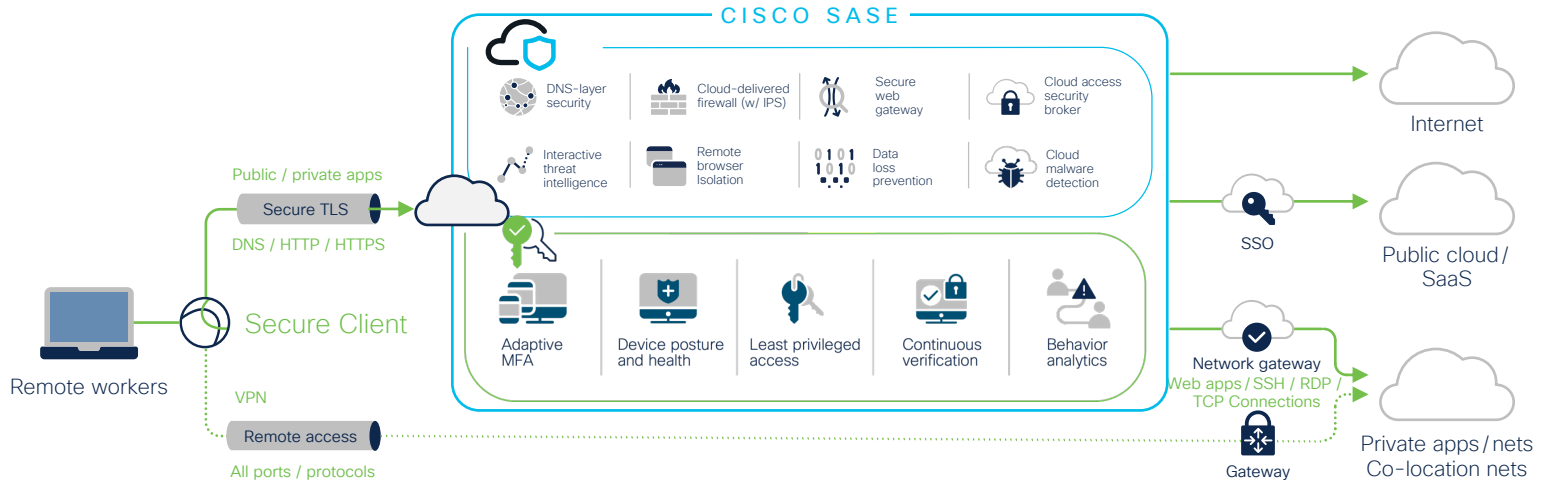 CISCO SASE
DNS-layer
security
Cloud-delivered
firewall (w/ IPS)
Secure
web
gateway
Cloud access
security
broker
Interactive
threat
intelligence
Remote
browser
Isolation
0101
1010
Data
loss
prevention
Cloud
malware
detection
Public / private apps
Secure TLS
DNS / HTTP / HTTPS
Secure Client
Remote workers
VPN
Remote access
All ports / protocols
Adaptive
MFA
Device posture
and health
Least privileged
access
Continuous
verification
Behavior
analytics
Internet
SSO
Public cloud /
SaaS
Network gateway
Web apps / SSH / RDP /
TCP Connections
Gateway
Private apps / nets
Co-location nets